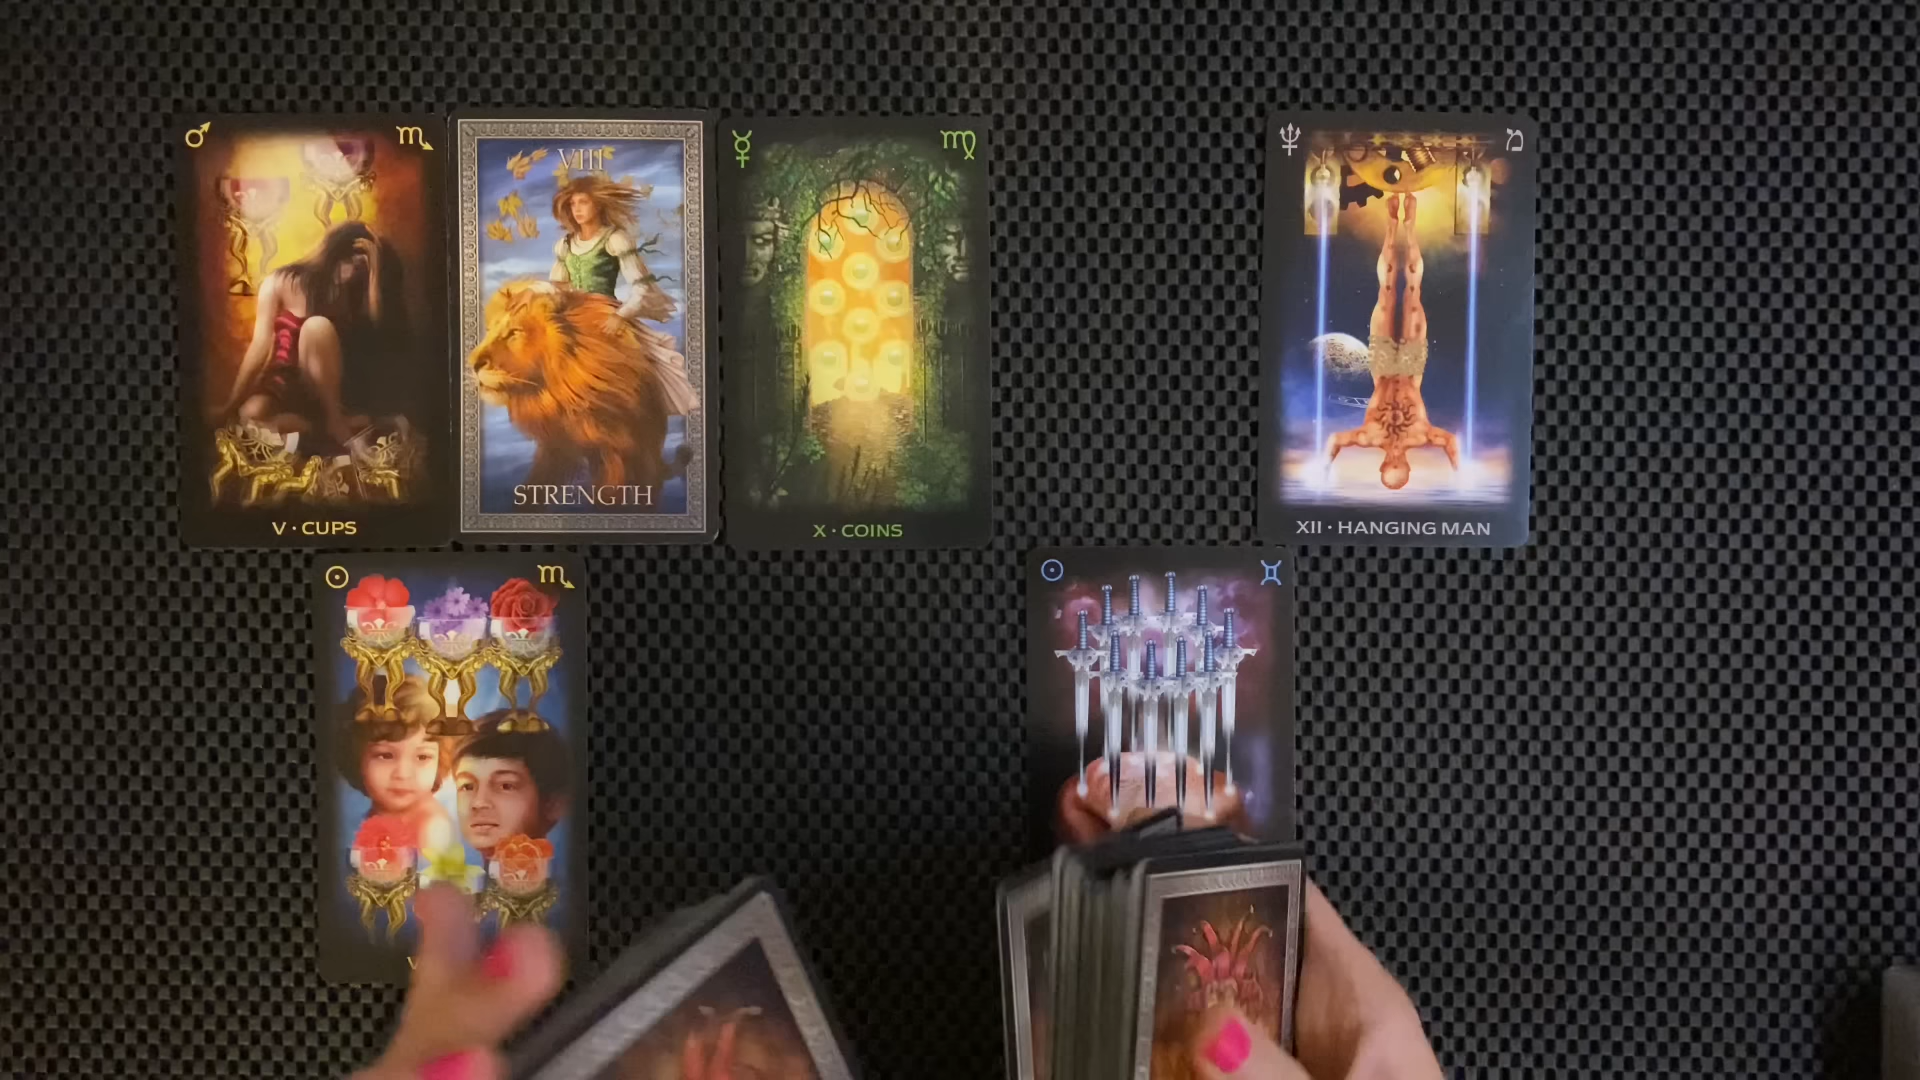 VIII
STRENGTH
V · CUPS
X · COINS
מ
XII · HANGING MAN